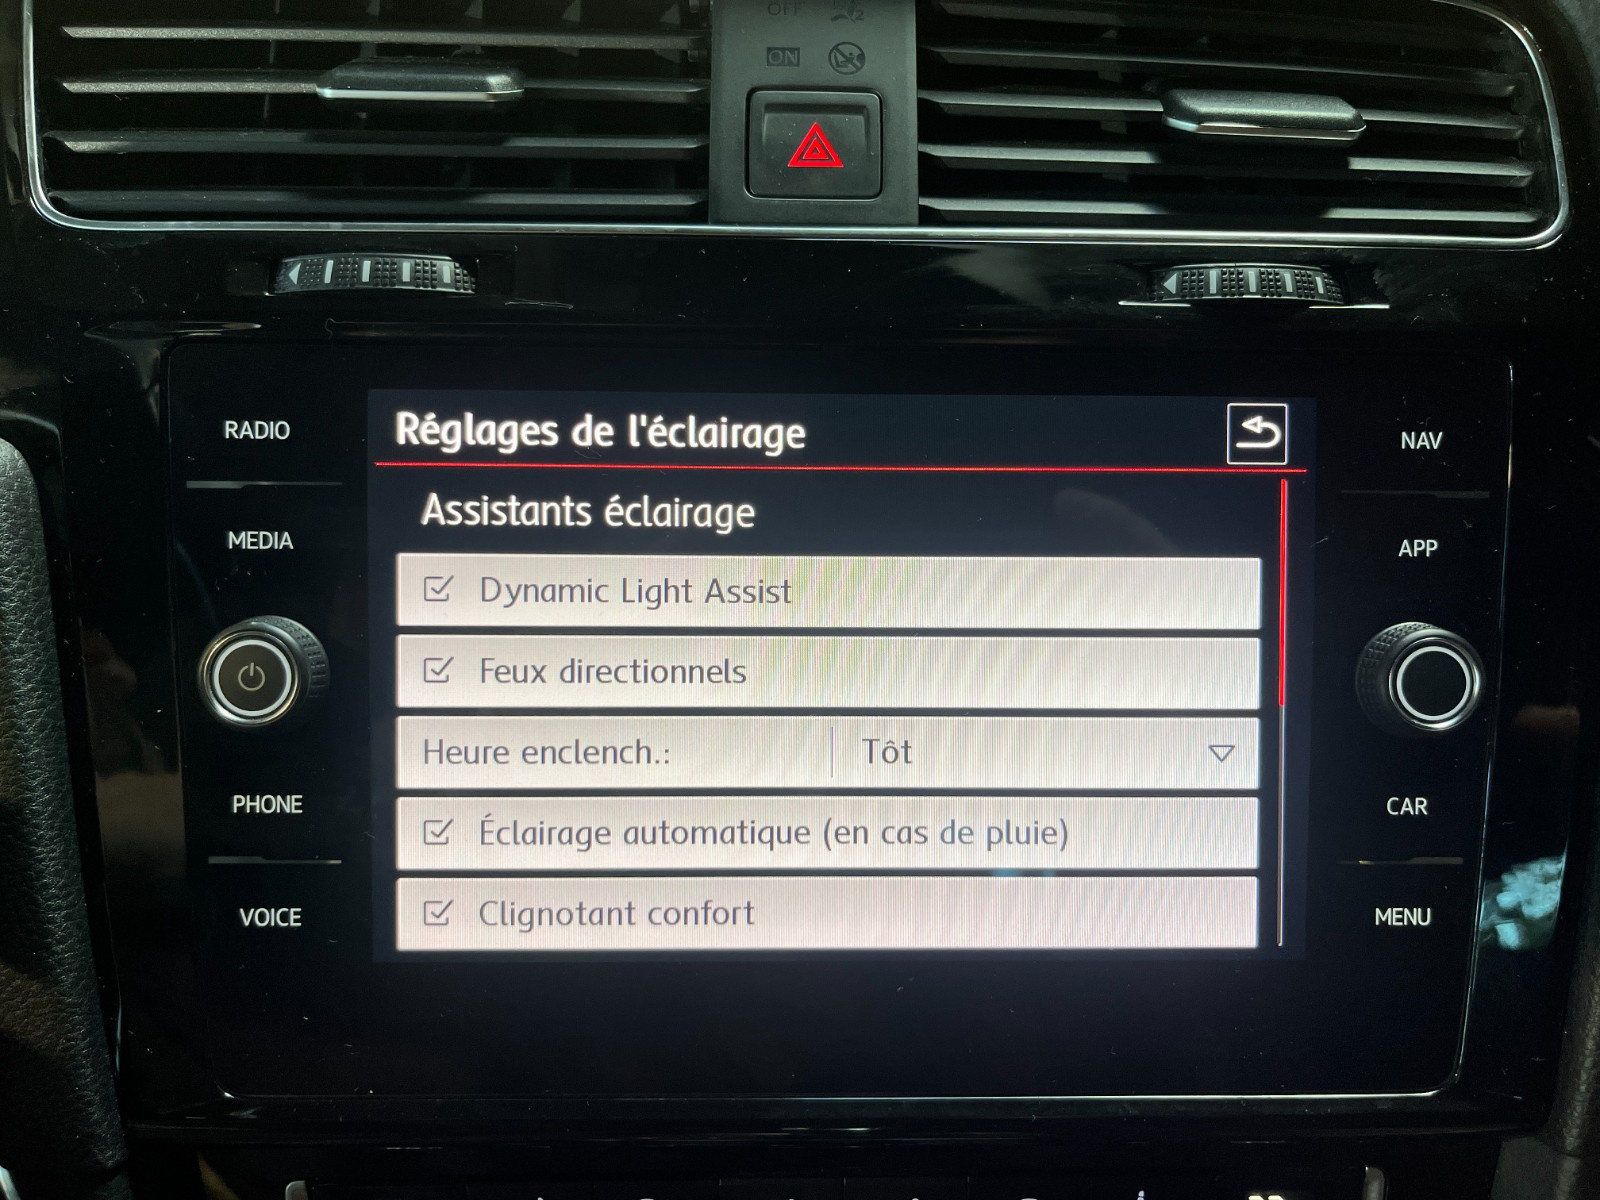 OFF
ON
RADIO
MEDIA
PHONE
VOICE
Réglages de l'éclairage
Assistants éclairage
Dynamic Light Assist
Feux directionnels
Heure enclench.: Tôt
Éclairage automatique (en cas de pluie)
Clignotant confort
NAV
APP
CAR
MENU